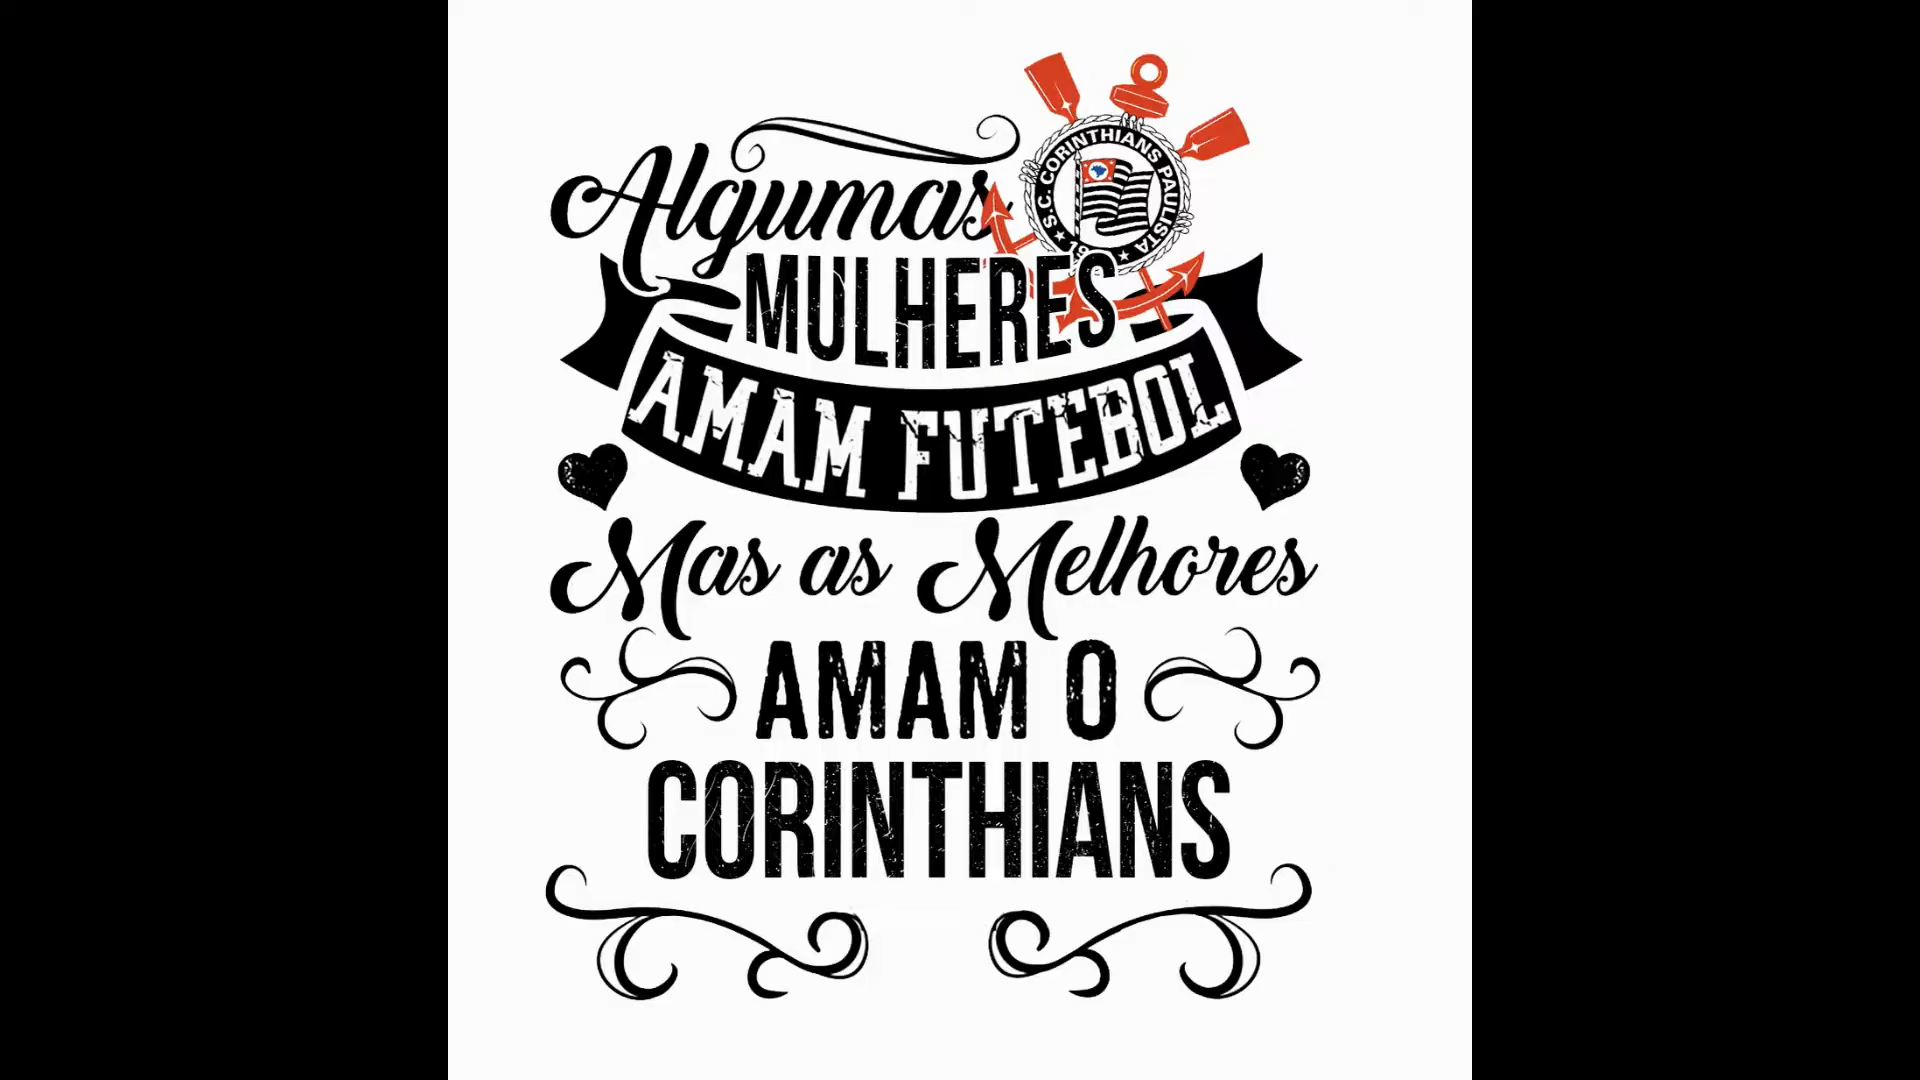 S.C. CORINTHIANS PAULISTA
Algumas
MULHERES
AMAM FUTEBOL
Mas as Melhores
AMAM O
CORINTHIANS